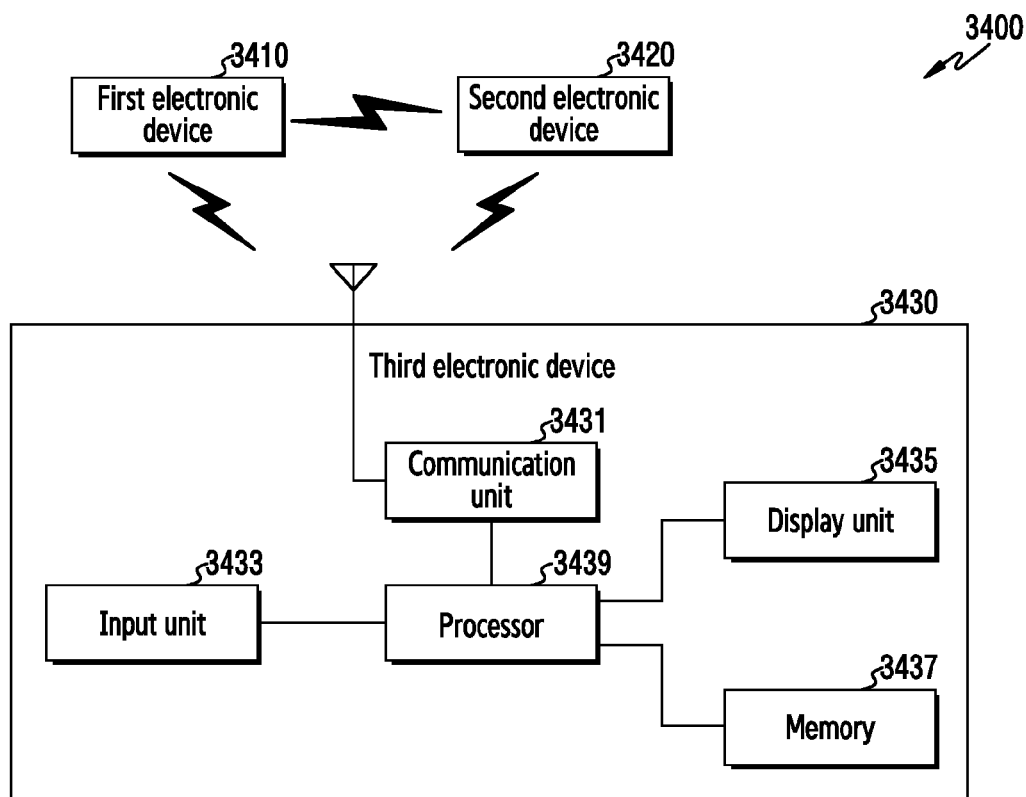 3400
3410
3420
First electronic
device
Second electronic
device
3430
Third electronic device
3431
Communication
unit
3435
Display unit
3433
Input unit
3439
Processor
3437
Memory